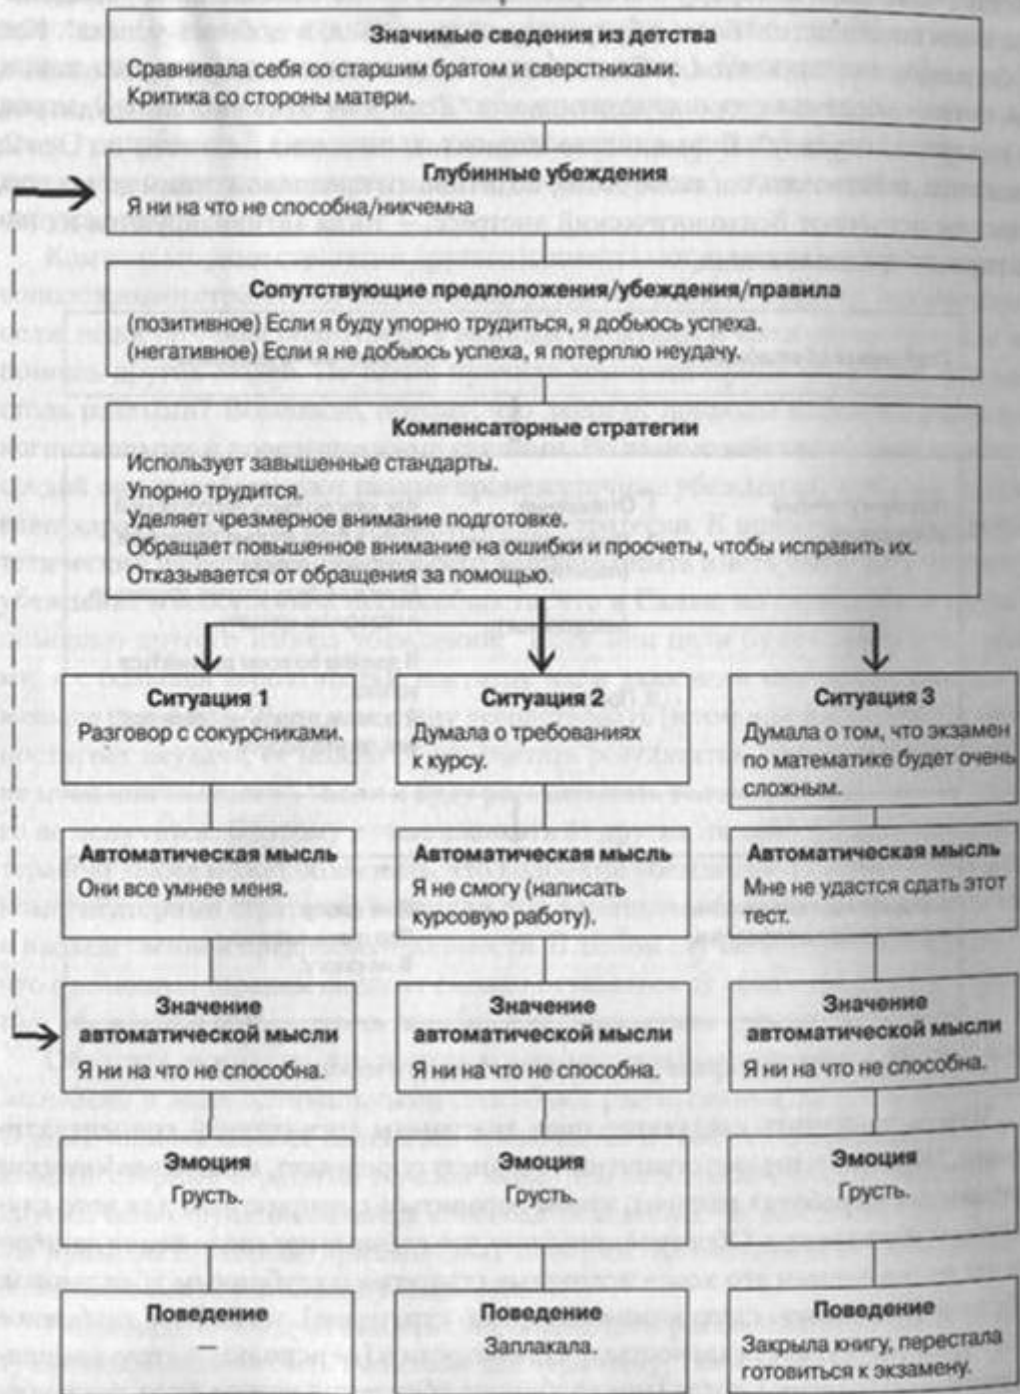 Значимые сведения из детства
Сравнивала себя со старшим братом и сверстниками.
Критика со стороны матери.
Глубинные убеждения
Я ни на что не способна/никчемна
Сопутствующие предположения/убеждения/правила
(позитивное) Если я буду упорно трудиться, я добьюсь успеха.
(негативное) Если я не добьюсь успеха, я потерплю неудачу.
Компенсаторные стратегии
Использует завышенные стандарты.
Упорно трудится.
Уделяет чрезмерное внимание подготовке.
Обращает повышенное внимание на ошибки и просчеты, чтобы исправить их.
Отказывается от обращения за помощью.
Ситуация 1
Разговор с сокурсниками.
Ситуация 2
Думала о требованиях
к курсу.
Ситуация 3
Думала о том, что экзамен
по математике будет очень
сложным.
Автоматическая мысль
Они все умнее меня.
Автоматическая мысль
Я не смогу (написать
курсовую работу).
Автоматическая мысль
Мне не удастся сдать этот
тест.
Значение
автоматической мысли
Я ни на что не способна.
Значение
автоматической мысли
Я ни на что не способна.
Значение
автоматической мысли
Я ни на что не способна.
Эмоция
Грусть.
Эмоция
Грусть.
Эмоция
Грусть.
Поведение
—
Поведение
Заплакала.
Поведение
Закрыла книгу, перестала
готовиться к экзамену.